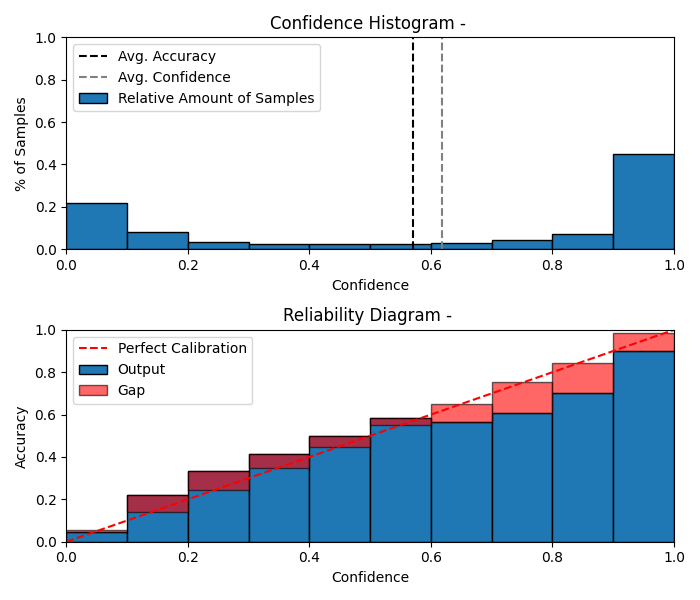 Confidence Histogram -
1.0
0.8
0.6
0.4
0.2
0.0
% of Samples
Avg. Accuracy
Avg. Confidence
Relative Amount of Samples
0.0 0.2 0.4 0.6 0.8 1.0
Confidence
Reliability Diagram -
1.0
0.8
0.6
0.4
0.2
0.0
Accuracy
Perfect Calibration
Output
Gap
0.0 0.2 0.4 0.6 0.8 1.0
Confidence